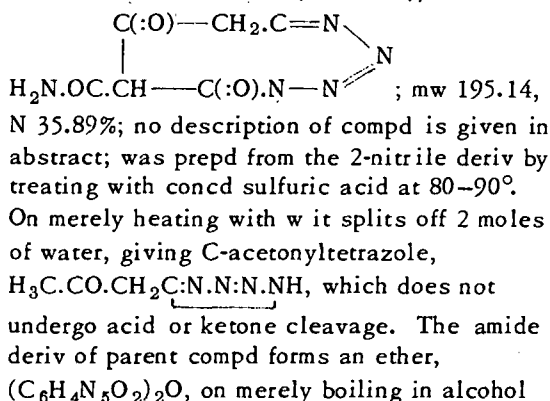 C(:O)—CH₂.C=N
N
H₂N.OC.CH——C(:O).N—N ; mw 195.14,
N 35.89%; no description of compd is given in
abstract; was prepd from the 2-nitrile deriv by
treating with concd sulfuric acid at 80–90°.
On merely heating with w it splits off 2 moles
of water, giving C-acetonyltetrazole,
H₃C.CO.CH₂C:N.N:N.NH, which does not
undergo acid or ketone cleavage. The amide
deriv of parent compd forms an ether,
(C₆H₄N₅O₂)₂O, on merely boiling in alcohol